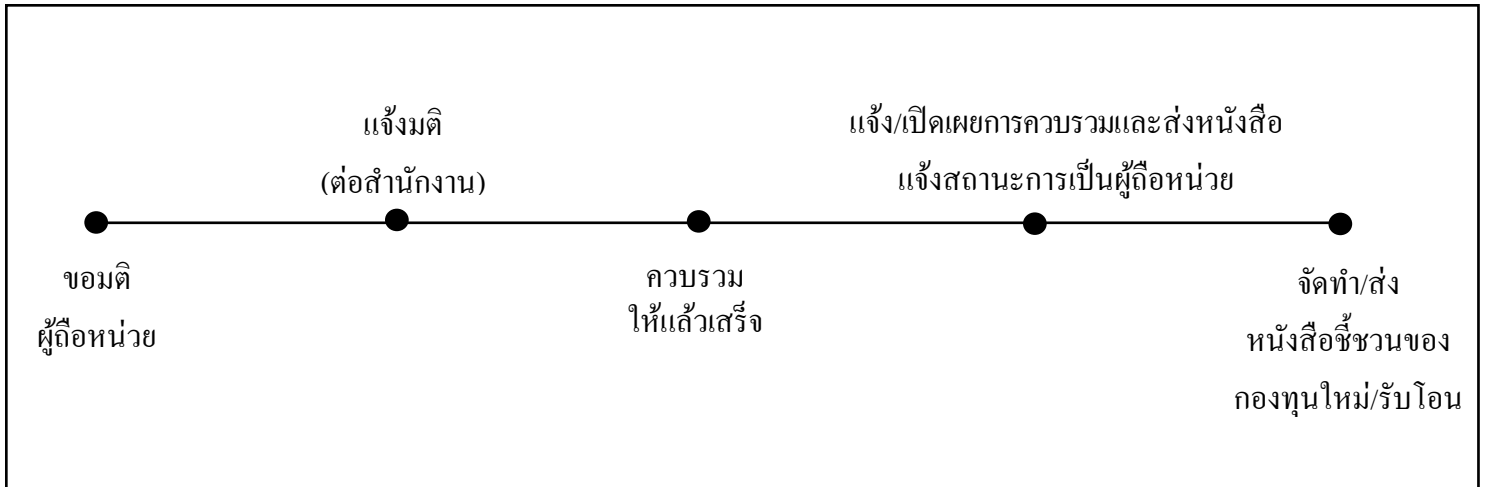 แจ้งมติ
(ต่อสำนักงาน)
แจ้ง/เปิดเผยการควบรวมและส่งหนังสือ
แจ้งสถานะการเป็นผู้ถือหน่วย
ขอมติ
ผู้ถือหน่วย
ควบรวม
ให้แล้วเสร็จ
จัดทำ/ส่ง
หนังสือชี้ชวนของ
กองทุนใหม่/รับโอน